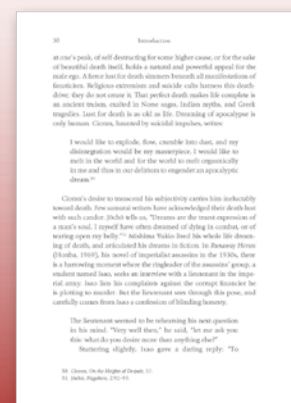 30 Introduction
at one's peak, of self-destructing for some higher cause, or for the sake
of beautiful death itself, holds a natural and powerful appeal for the
male ego. A fierce lust for death simmers beneath all manifestations of
fanaticism. Religious extremism and suicide cults harness this death-
drive; they do not create it. That perfect death makes life complete is
an ancient truism, exalted in Norse sagas, Indian myths, and Greek
tragedies. Lust for death is as old as life. Dreaming of apocalypse is
only human. Cioran, haunted by suicidal impulses, writes:
I would like to explode, flow, crumble into dust, and my
disintegration would be my masterpiece. I would like to
melt in the world and for the world to melt orgasmically
in me and thus in our delirium to engender an apocalyptic
dream.
Cioran's desire to transcend his subjectivity carries him ineluctably
toward death. Few samurai writers have acknowledged their death-lust
with such candor. Jōchō tells us, "Dreams are the truest expressions of
a man's soul. I myself have often dreamed of dying in combat, or of
tearing open my belly." Mishima Yukio lived his whole life dream-
ing of death, and articulated his dreams in fiction. In Runaway Horses
(Honba, 1969), his novel of imperialist assassins in the 1930s, there
is a harrowing moment where the ringleader of the assassins' group, a
student named Isao, seeks an interview with a lieutenant in the impe-
rial army. Isao lists his complaints against the corrupt financier he
is plotting to murder. But the lieutenant sees through this pose, and
carefully coaxes from Isao a confession of blinding honesty.
The lieutenant seemed to be rehearsing his next question
in his mind. "Very well then," he said, "let me ask you
this: what do you desire more than anything else?"
Stuttering slightly, Isao gave a daring reply: "To
Cioran, On the Heights of Despair,
Jōchō, Hagakure,